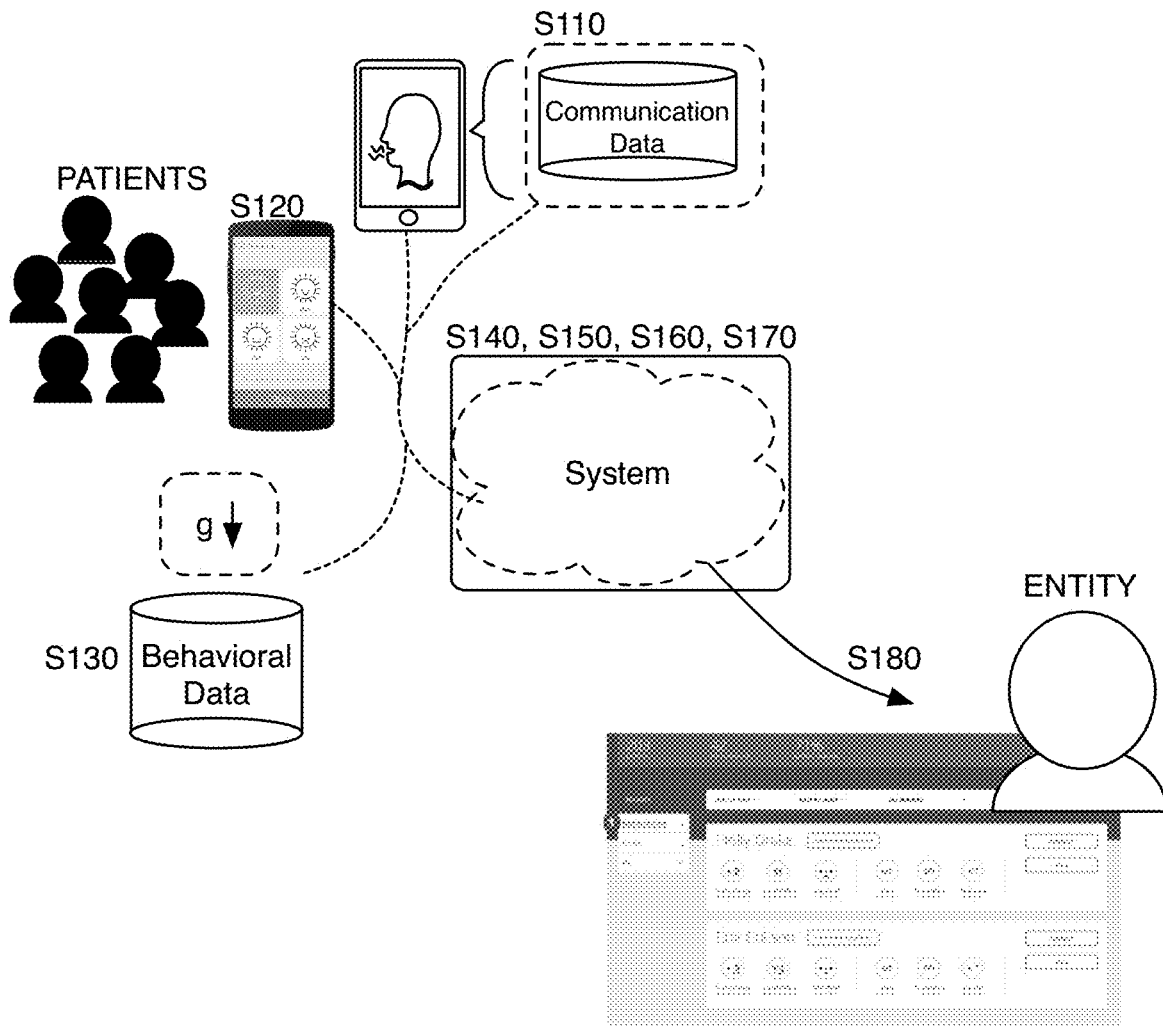 S110
Communication
Data
PATIENTS
S120
S140, S150, S160, S170
System
g
ENTITY
S130
Behavioral
Data
S180